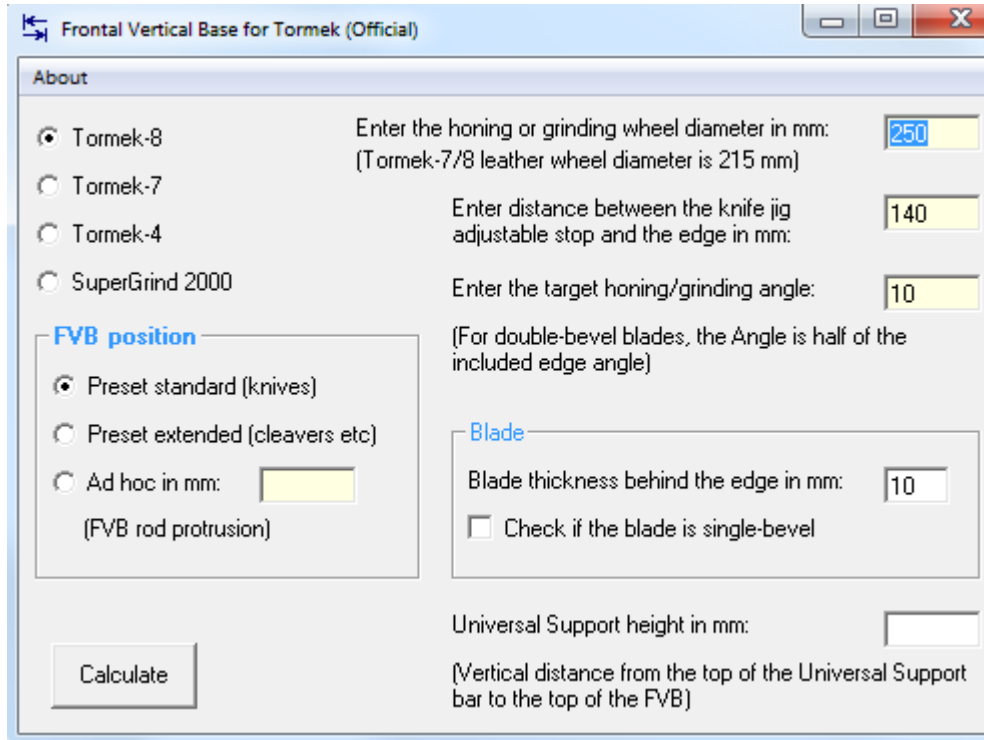 Frontal Vertical Base for Tormek (Official)
About
Tormek-8
Tormek-7
Tormek-4
SuperGrind 2000
Enter the honing or grinding wheel diameter in mm:
250
(Tormek-7/8 leather wheel diameter is 215 mm)
Enter distance between the knife jig
adjustable stop and the edge in mm:
140
Enter the target honing/grinding angle:
10
(For double-bevel blades, the Angle is half of the
included edge angle)
FVB position
Preset standard (knives)
Preset extended (cleavers etc)
Ad hoc in mm:
(FVB rod protrusion)
Blade
Blade thickness behind the edge in mm:
10
Check if the blade is single-bevel
Universal Support height in mm:
(Vertical distance from the top of the Universal Support
bar to the top of the FVB)
Calculate